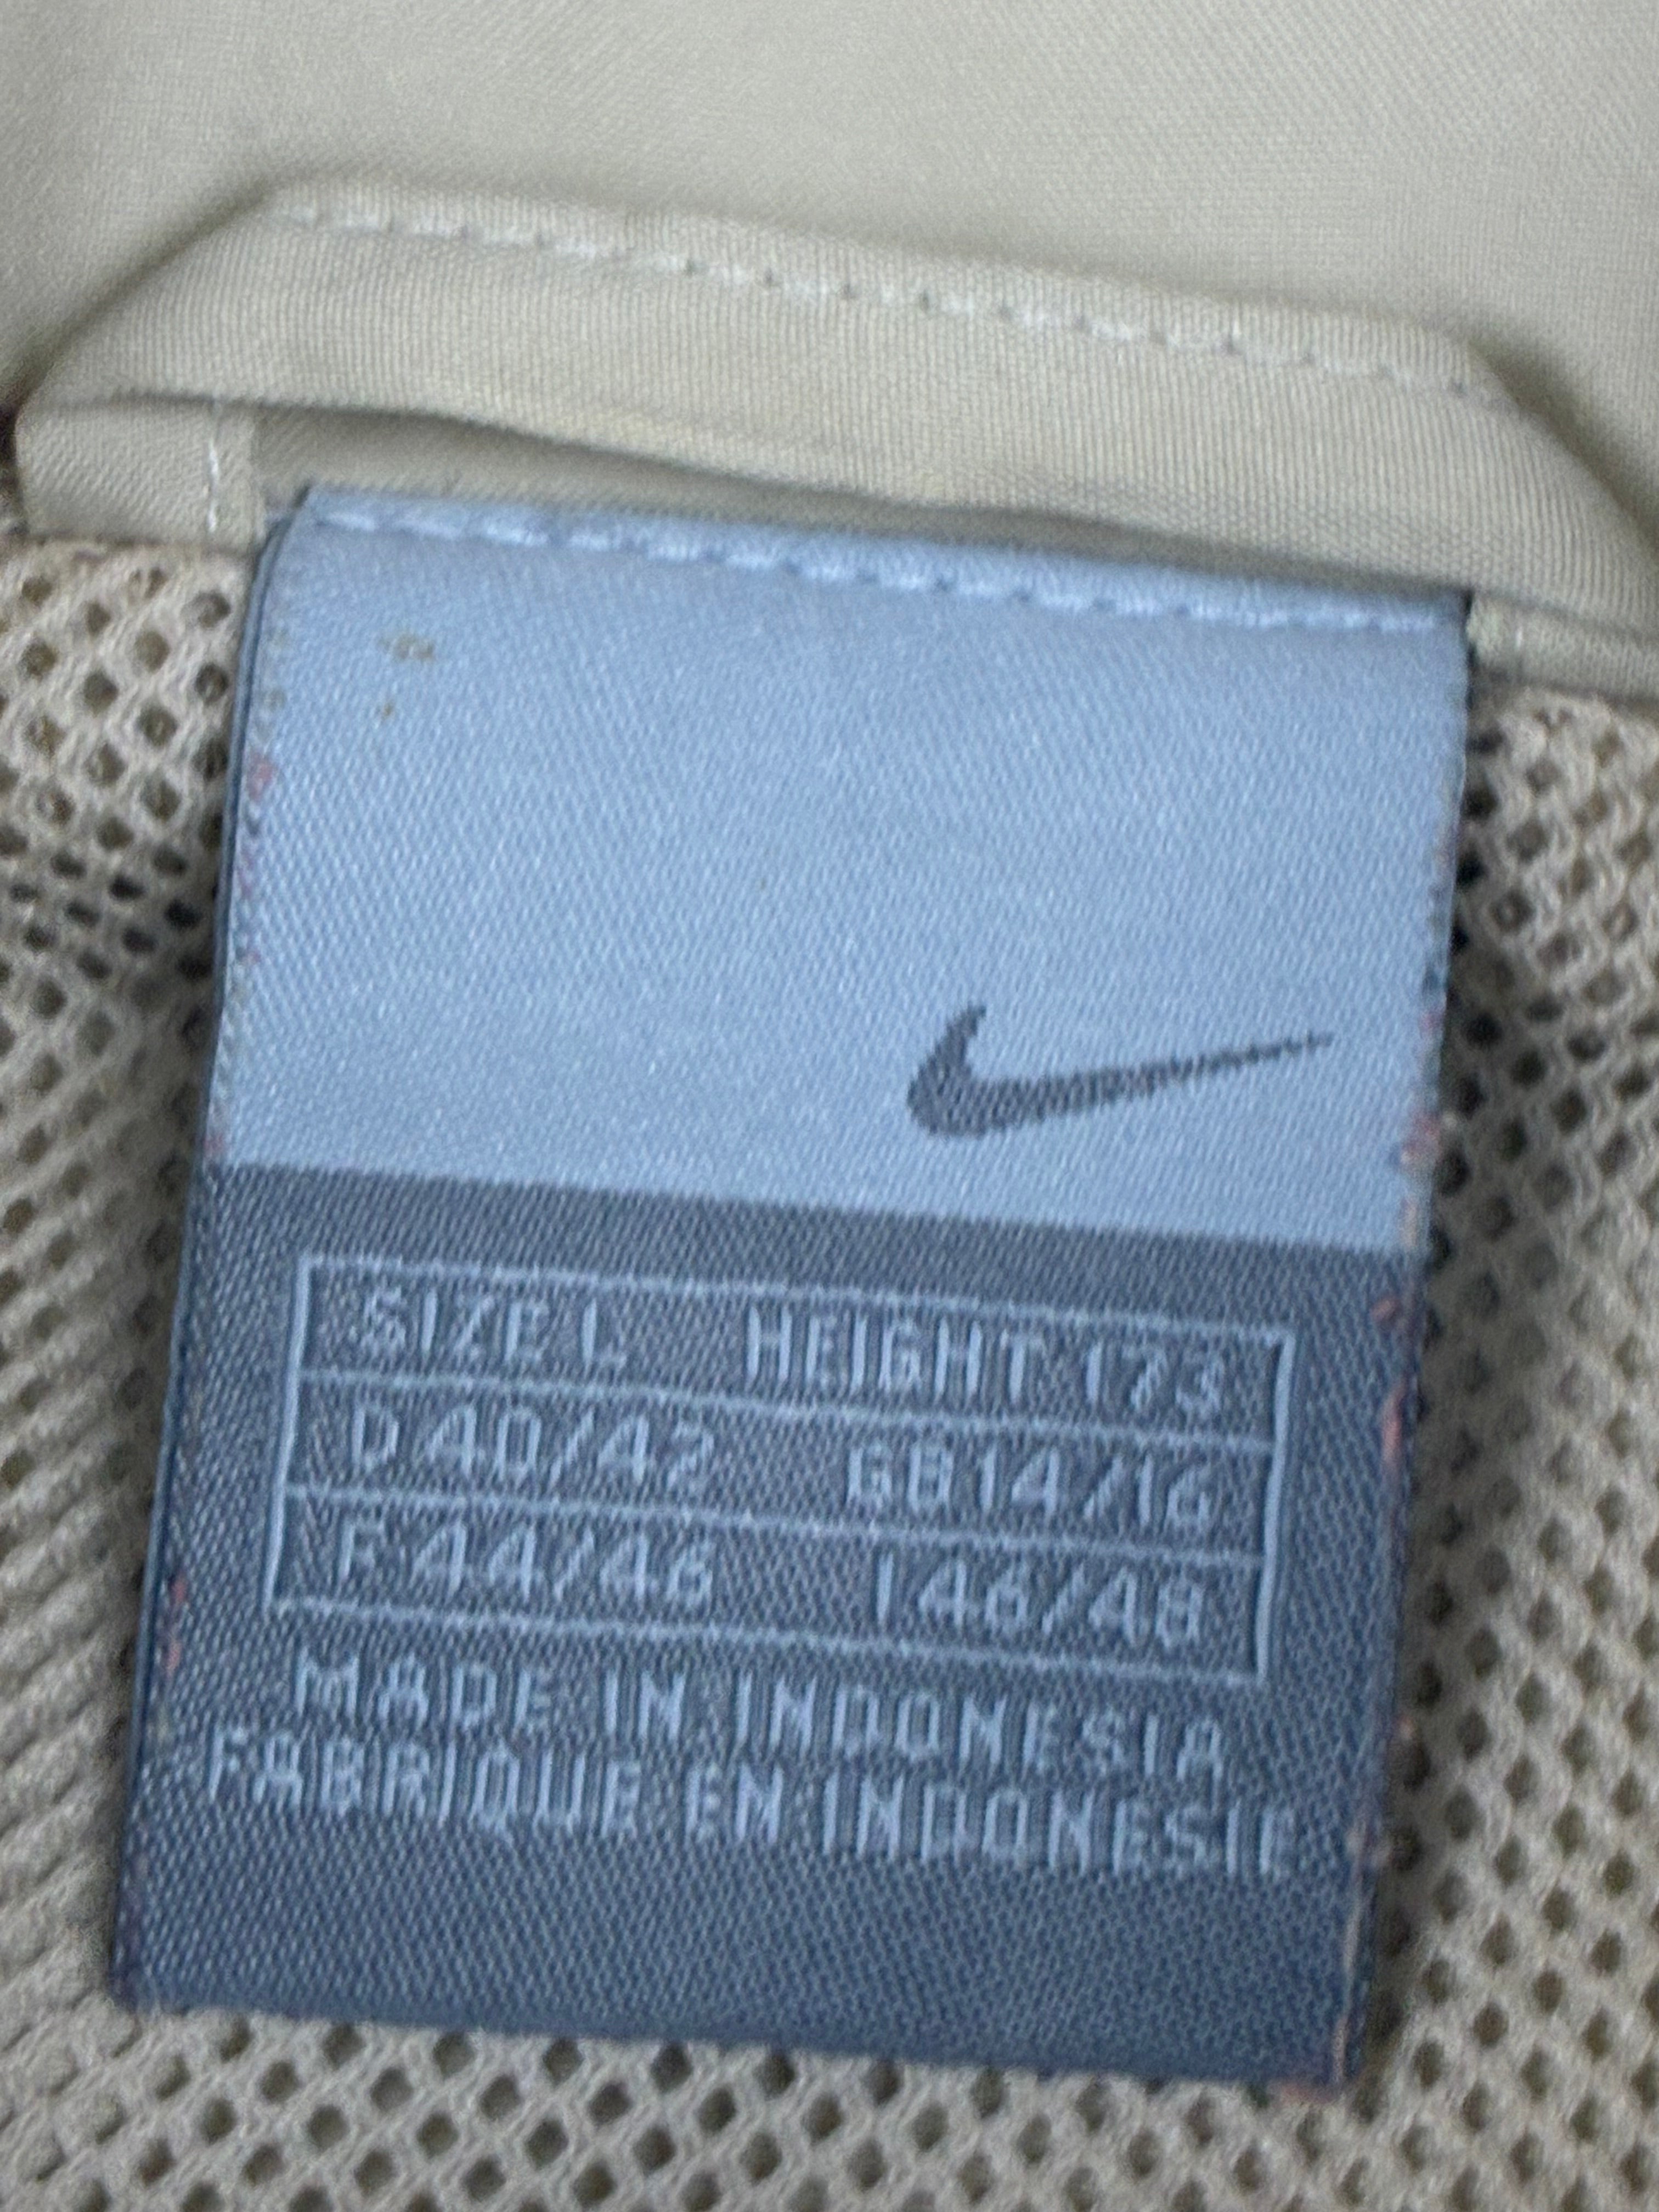 SIZE L HEIGHT 173
D 40/42 GB 14/16
F 44/46 I 46/48
MADE IN INDONESIA
FABRIQUE EN INDONESIE